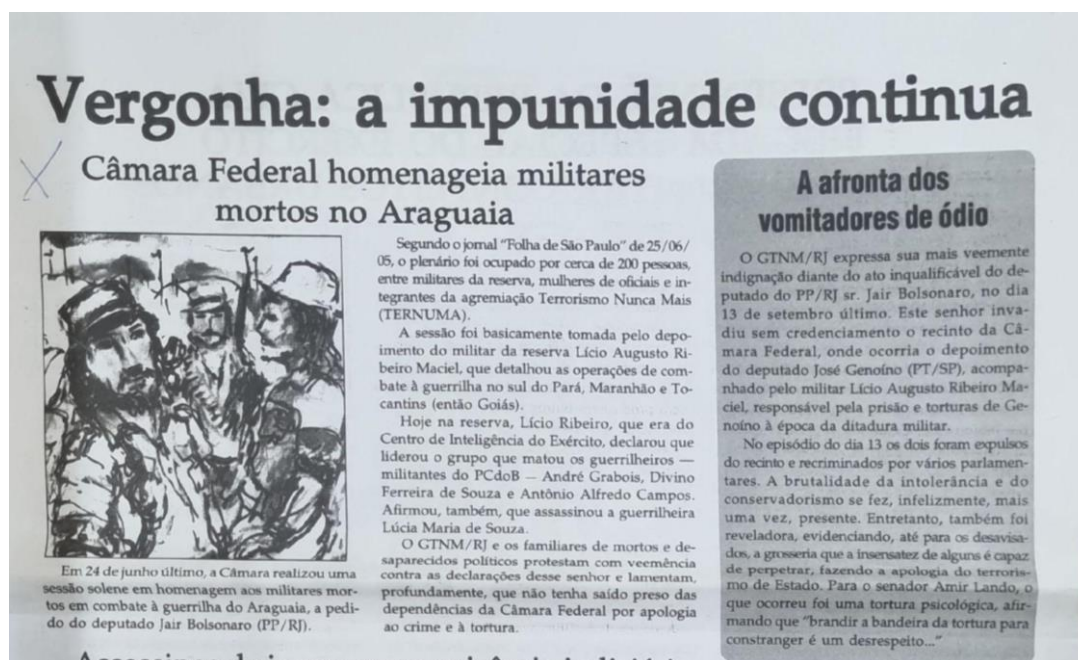 Vergonha: a impunidade continua
Câmara Federal homenageia militares
mortos no Araguaia
Em 24 de junho último, a Câmara realizou uma
sessão solene em homenagem aos militares mor-
tos em combate à guerrilha do Araguaia, a pedi-
do do deputado Jair Bolsonaro (PP/RJ).
Segundo o jornal "Folha de São Paulo" de 25/06/
05, o plenário foi ocupado por cerca de 200 pessoas,
entre militares da reserva, mulheres de oficiais e in-
tegrantes da agremiação Terrorismo Nunca Mais
(TERNUMA).
A sessão foi basicamente tomada pelo depo-
imento do militar da reserva Lício Augusto Ri-
beiro Maciel, que detalhou as operações de com-
bate à guerrilha no sul do Pará, Maranhão e To-
cantins (então Goiás).
Hoje na reserva, Lício Ribeiro, que era do
Centro de Inteligência do Exército, declarou que
liderou o grupo que matou os guerrilheiros —
militantes do PCdoB — André Grabois, Divino
Ferreira de Souza e Antônio Alfredo Campos.
Afirmou, também, que assassinou a guerrilheira
Lúcia Maria de Souza.
O GTNM/RJ e os familiares de mortos e de-
saparecidos políticos protestam com veemência
contra as declarações desse senhor e lamentam,
profundamente, que não tenha saído preso das
dependências da Câmara Federal por apologia
ao crime e à tortura.
A afronta dos
vomitadores de ódio
O GTNM/RJ expressa sua mais veemente
indignação diante do ato inqualificável do de-
putado do PP/RJ sr. Jair Bolsonaro, no dia
13 de setembro último. Este senhor inva-
diu sem credenciamento o recinto da Câ-
mara Federal, onde ocorria o depoimento
do deputado José Genoíno (PT/SP), acompa-
nhado pelo militar Lício Augusto Ribeiro Ma-
ciel, responsável pela prisão e torturas de Ge-
noíno à época da ditadura militar.
No episódio do dia 13 os dois foram expulsos
do recinto e recriminados por vários parlamen-
tares. A brutalidade da intolerância e do
conservadorismo se fez, infelizmente, mais
uma vez, presente. Entretanto, também foi
reveladora, evidenciando, até para os desavisa-
dos, a grosseria que a insensatez de alguns é capaz
de perpetrar, fazendo a apologia do terroris-
mo de Estado. Para o senador Amir Lando, o
que ocorreu foi uma tortura psicológica, afir-
mando que "brandir a bandeira da tortura para
constranger é um desrespeito..."